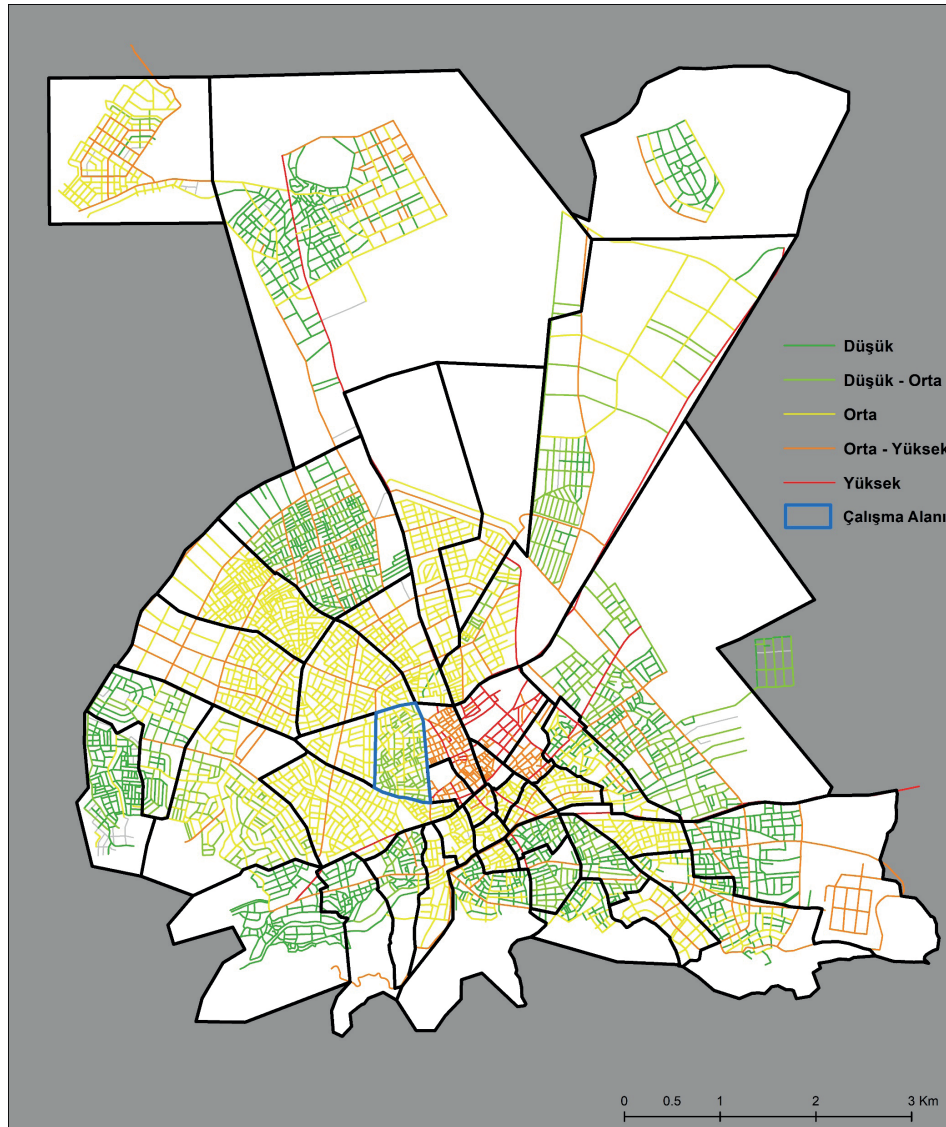 Düşük
Düşük - Orta
Orta
Orta - Yüksek
Yüksek
Çalışma Alanı
0 0.5 1 2 3 Km